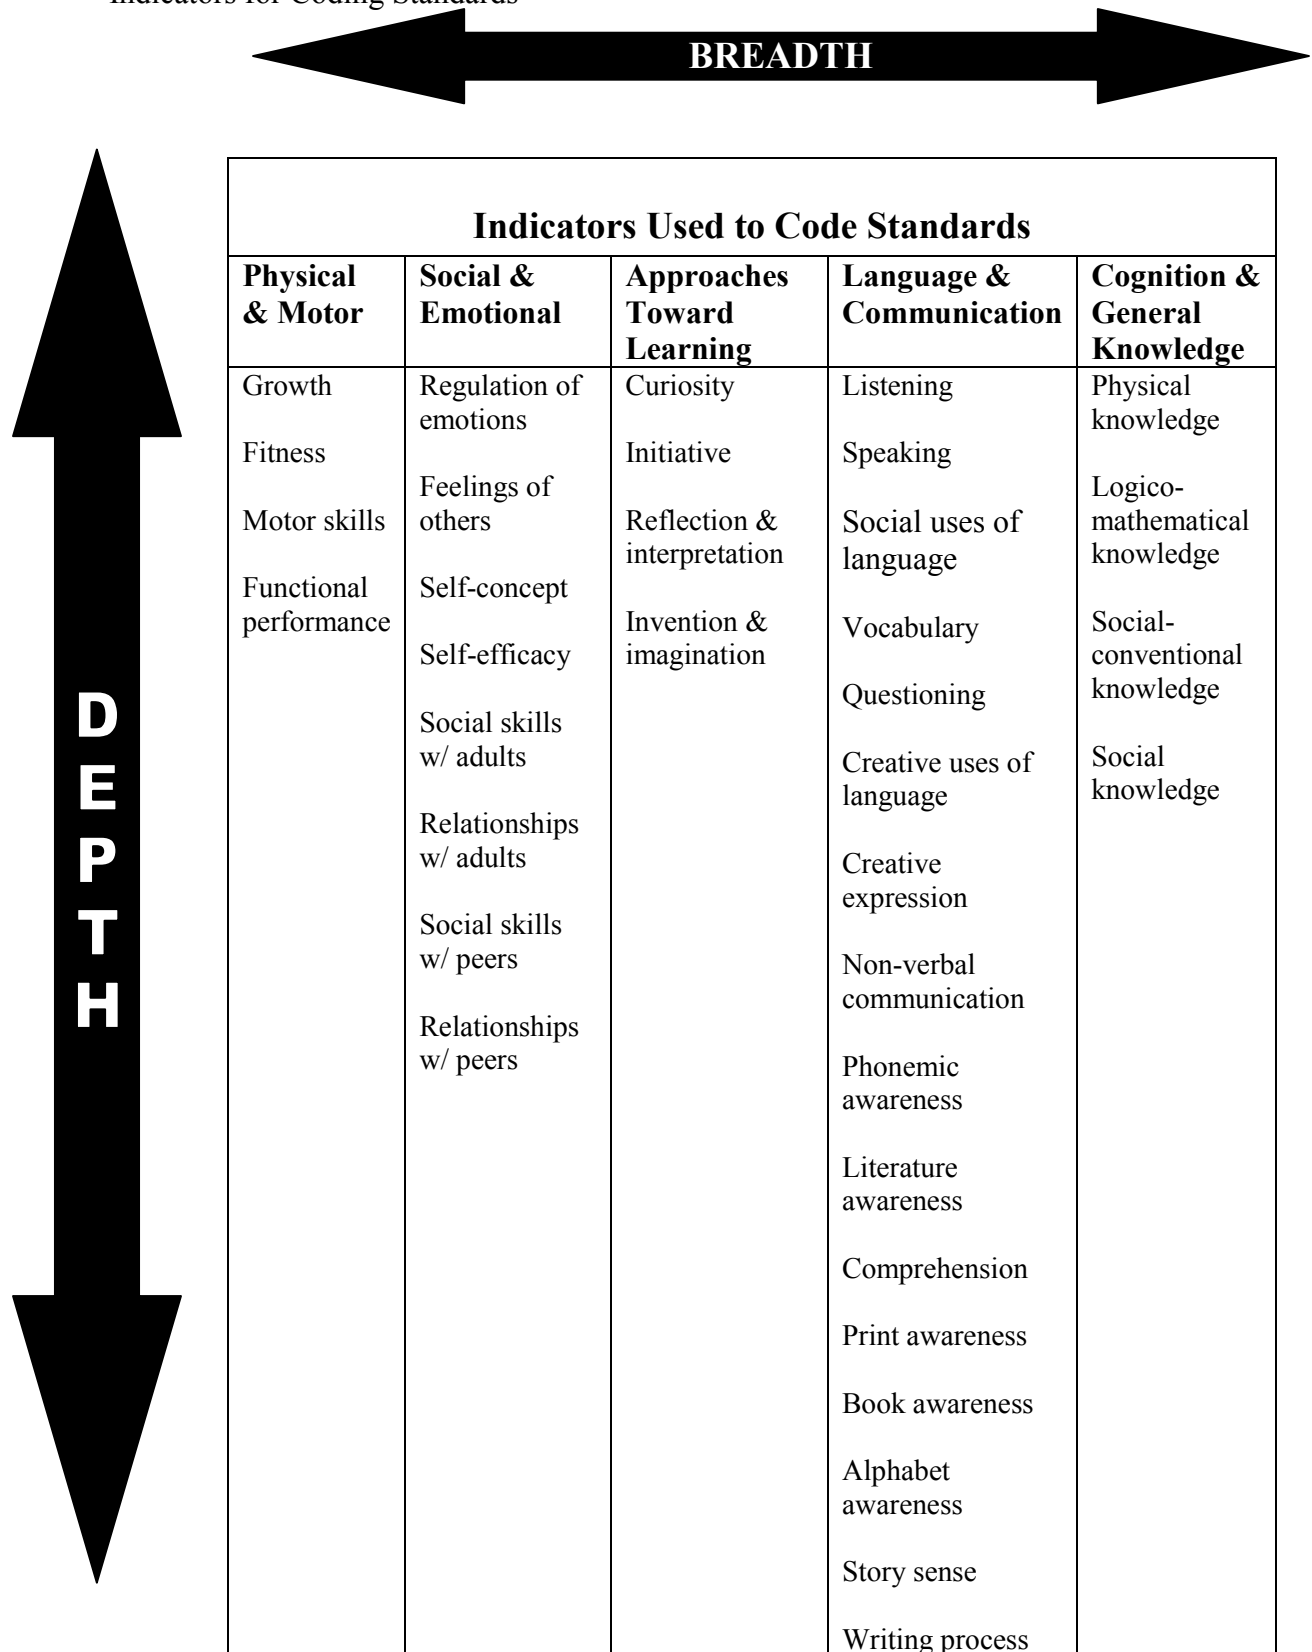 Indicators for Coding Standards
BREADTH
DEPTH
Indicators Used to Code Standards
Physical
& Motor
Social &
Emotional
Approaches
Toward
Learning
Language &
Communication
Cognition &
General
Knowledge
Growth
Fitness
Motor skills
Functional
performance
Regulation of
emotions
Feelings of
others
Self-concept
Self-efficacy
Social skills
w/ adults
Relationships
w/ adults
Social skills
w/ peers
Relationships
w/ peers
Curiosity
Initiative
Reflection &
interpretation
Invention &
imagination
Listening
Speaking
Social uses of
language
Vocabulary
Questioning
Creative uses of
language
Creative
expression
Non-verbal
communication
Phonemic
awareness
Literature
awareness
Comprehension
Print awareness
Book awareness
Alphabet
awareness
Story sense
Writing process
Physical
knowledge
Logico-
mathematical
knowledge
Social-
conventional
knowledge
Social
knowledge